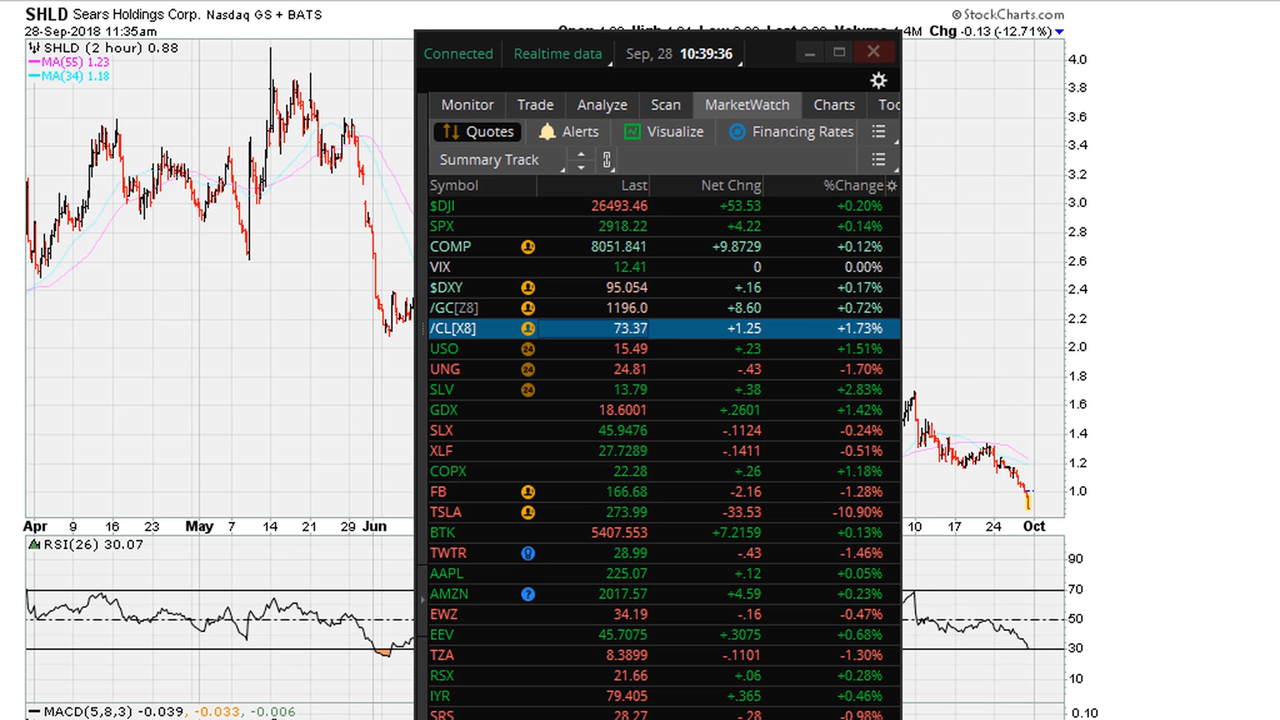 SHLD Sears Holdings Corp. Nasdaq GS + BATS
© StockCharts.com
28-Sep-2018 11:35am
4M Chg -0.13 (-12.71%)
SHLD (2 hour) 0.88
MA(55) 1.23
MA(34) 1.18
Connected Realtime data Sep, 28 10:39:36
Monitor Trade Analyze Scan MarketWatch Charts Too
Quotes Alerts Visualize Financing Rates
Summary Track
Symbol Last Net Chng %Change
$DJI 26493.46 +53.53 +0.20%
SPX 2918.22 +4.22 +0.14%
COMP 8051.841 +9.8729 +0.12%
VIX 12.41 0 0.00%
$DXY 95.054 +.16 +0.17%
/GC[Z8] 1196.0 +8.60 +0.72%
/CL[X8] 73.37 +1.25 +1.73%
USO 24 15.49 +.23 +1.51%
UNG 24 24.81 -.43 -1.70%
SLV 24 13.79 +.38 +2.83%
GDX 18.6001 +.2601 +1.42%
SLX 45.9476 -.1124 -0.24%
XLF 27.7289 -.1411 -0.51%
COPX 22.28 +.26 +1.18%
FB 166.68 -2.16 -1.28%
TSLA 273.99 -33.53 -10.90%
BTK 5407.553 +7.2159 +0.13%
TWTR 28.99 -.43 -1.46%
AAPL 225.07 +.12 +0.05%
AMZN ? 2017.57 +4.59 +0.23%
EWZ 34.19 -.16 -0.47%
EEV 45.7075 +.3075 +0.68%
TZA 8.3899 -.1101 -1.30%
RSX 21.66 +.06 +0.28%
IYR 79.405 +.365 +0.46%
SRS 28.27 -.28 -0.98%
4.0
3.8
3.6
3.4
3.2
3.0
2.8
2.6
2.4
2.2
2.0
1.8
1.6
1.4
1.2
1.0
Apr 9 16 23 May 7 14 21 29 Jun
10 17 24 Oct
RSI(26) 30.07
90
70
50
30
10
MACD(5,8,3) -0.039, -0.033, -0.006
0.10